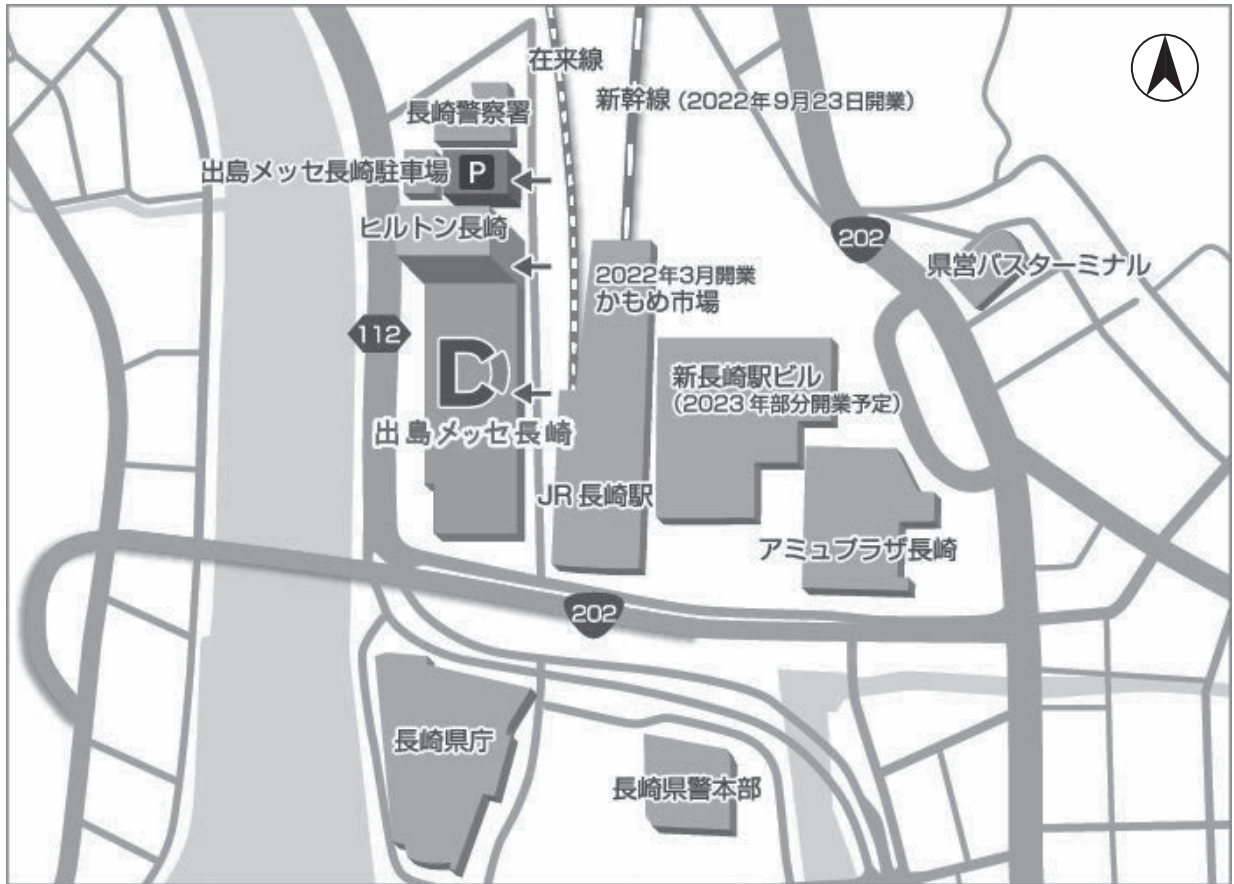 在来線
新幹線（2022年9月23日開業）
長崎警察署
出島メッセ長崎駐車場
P
ヒルトン長崎
202
県営バスターミナル
2022年3月開業
かもめ市場
112
D
新長崎駅ビル
（2023年部分開業予定）
出島メッセ長崎
JR長崎駅
アミュプラザ長崎
202
長崎県庁
長崎県警本部